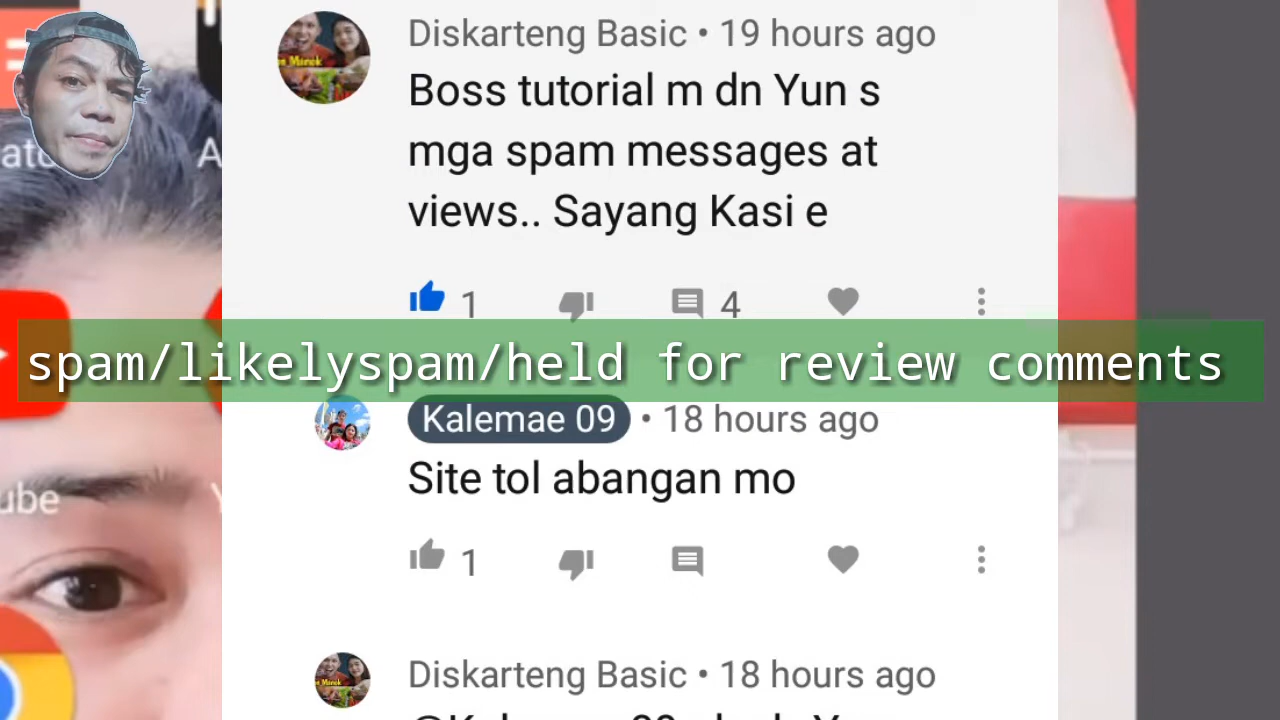 Diskarteng Basic • 19 hours ago
Boss tutorial m dn Yun s
mga spam messages at
views.. Sayang Kasi e
1
4
spam/likelyspam/held for review comments
Kalemae 09 • 18 hours ago
Site tol abangan mo
1
ube
Diskarteng Basic • 18 hours ago